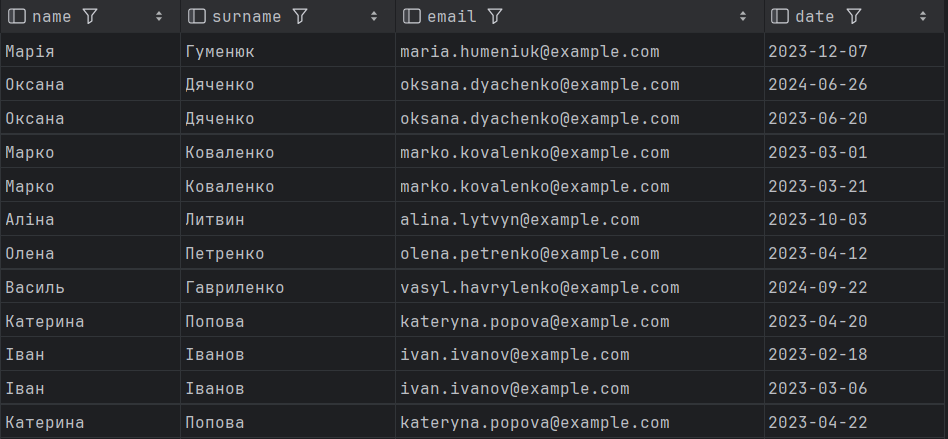 name surname email date
Марія Гуменюк maria.humeniuk@example.com 2023-12-07
Оксана Дяченко oksana.dyachenko@example.com 2024-06-26
Оксана Дяченко oksana.dyachenko@example.com 2023-06-20
Марко Коваленко marko.kovalenko@example.com 2023-03-01
Марко Коваленко marko.kovalenko@example.com 2023-03-21
Аліна Литвин alina.lytvyn@example.com 2023-10-03
Олена Петренко olena.petrenko@example.com 2023-04-12
Василь Гавриленко vasyl.havrylenko@example.com 2024-09-22
Катерина Попова kateryna.popova@example.com 2023-04-20
Іван Іванов ivan.ivanov@example.com 2023-02-18
Іван Іванов ivan.ivanov@example.com 2023-03-06
Катерина Попова kateryna.popova@example.com 2023-04-22